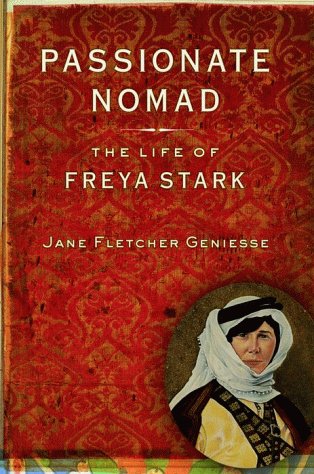 PASSIONATE
NOMAD
THE LIFE OF
FREYA STARK
JANE FLETCHER GENIESSE